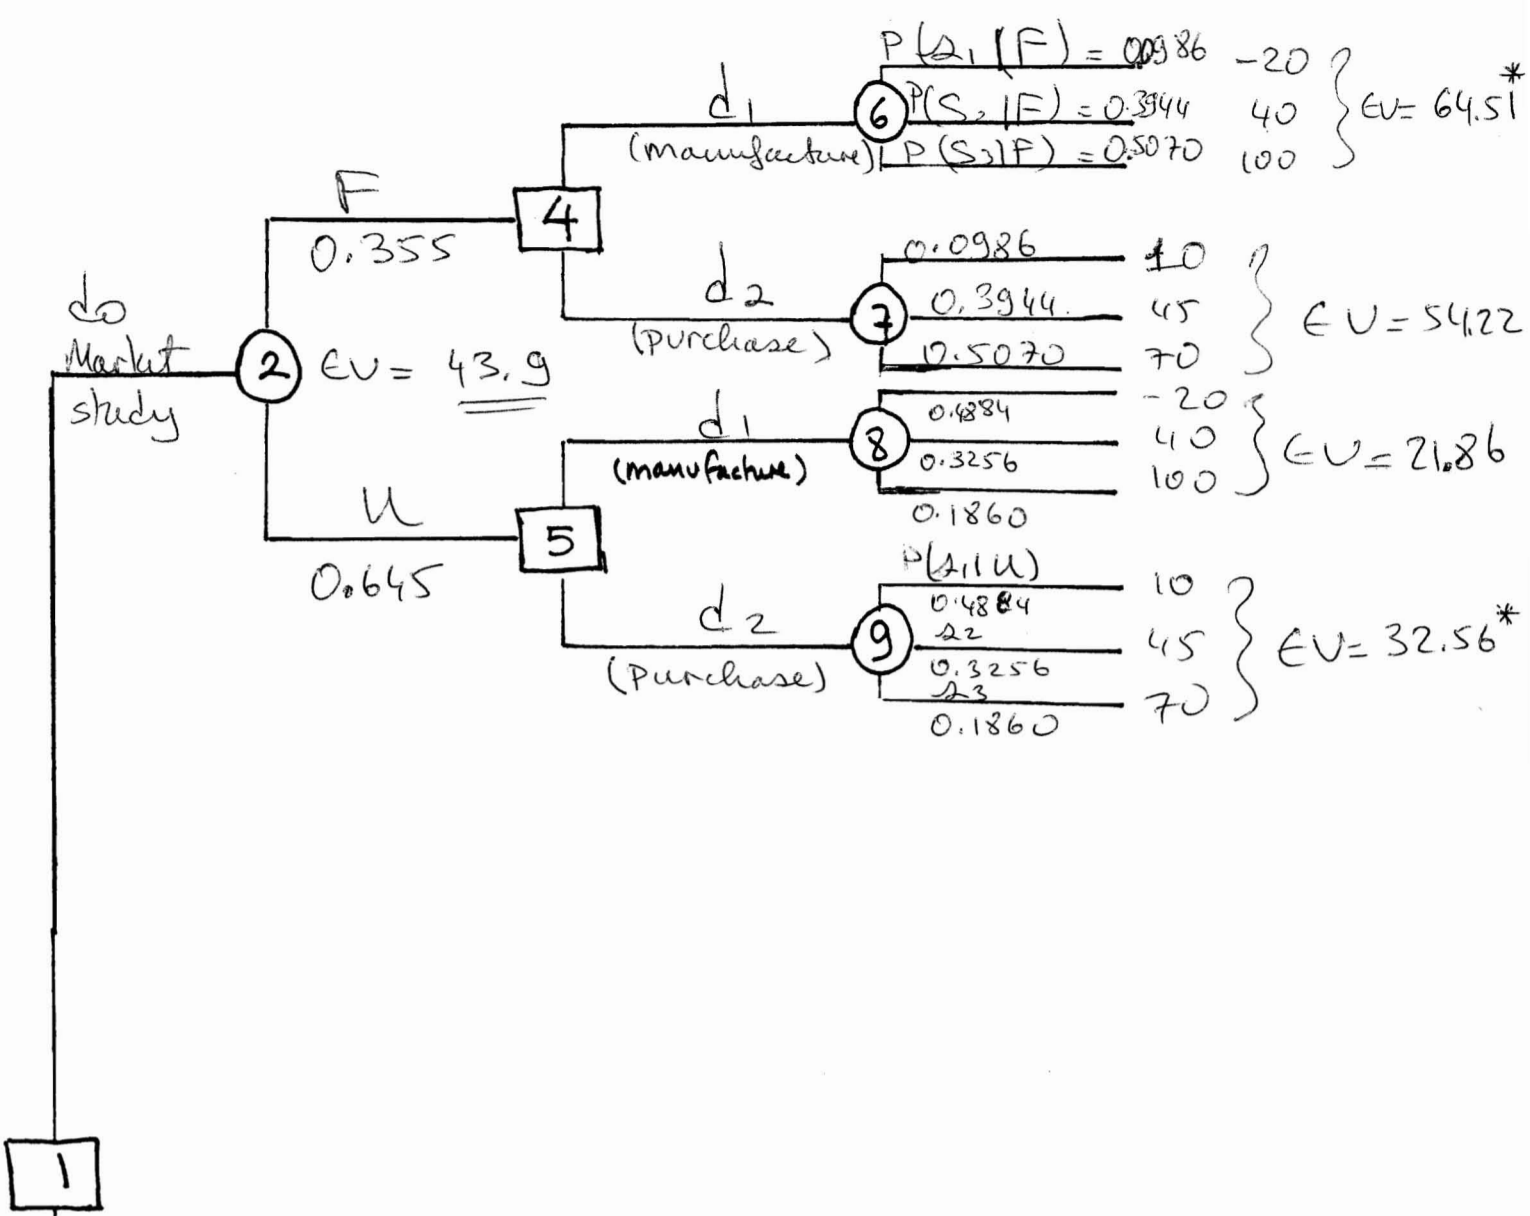 P(s1|F) = 0.0986 -20
d1 6 P(S2|F) = 0.3944 40 EV= 64.51*
(manufacture) P(S3|F) = 0.5070 100
F
4
0.355
0.0986 10
d2 7 0.3944 45 EV=54.22
(purchase) 0.5070 70
do
Market 2 EV= 43.9
study
-20
d1 0.4884
8 40 EV=21.86
(manufacture) 0.3256
100
0.1860
U
5
0.645
P(s1|U) 10
0.4884
d2 s2
9 45 EV= 32.56*
(purchase) 0.3256
s3 70
0.1860
1